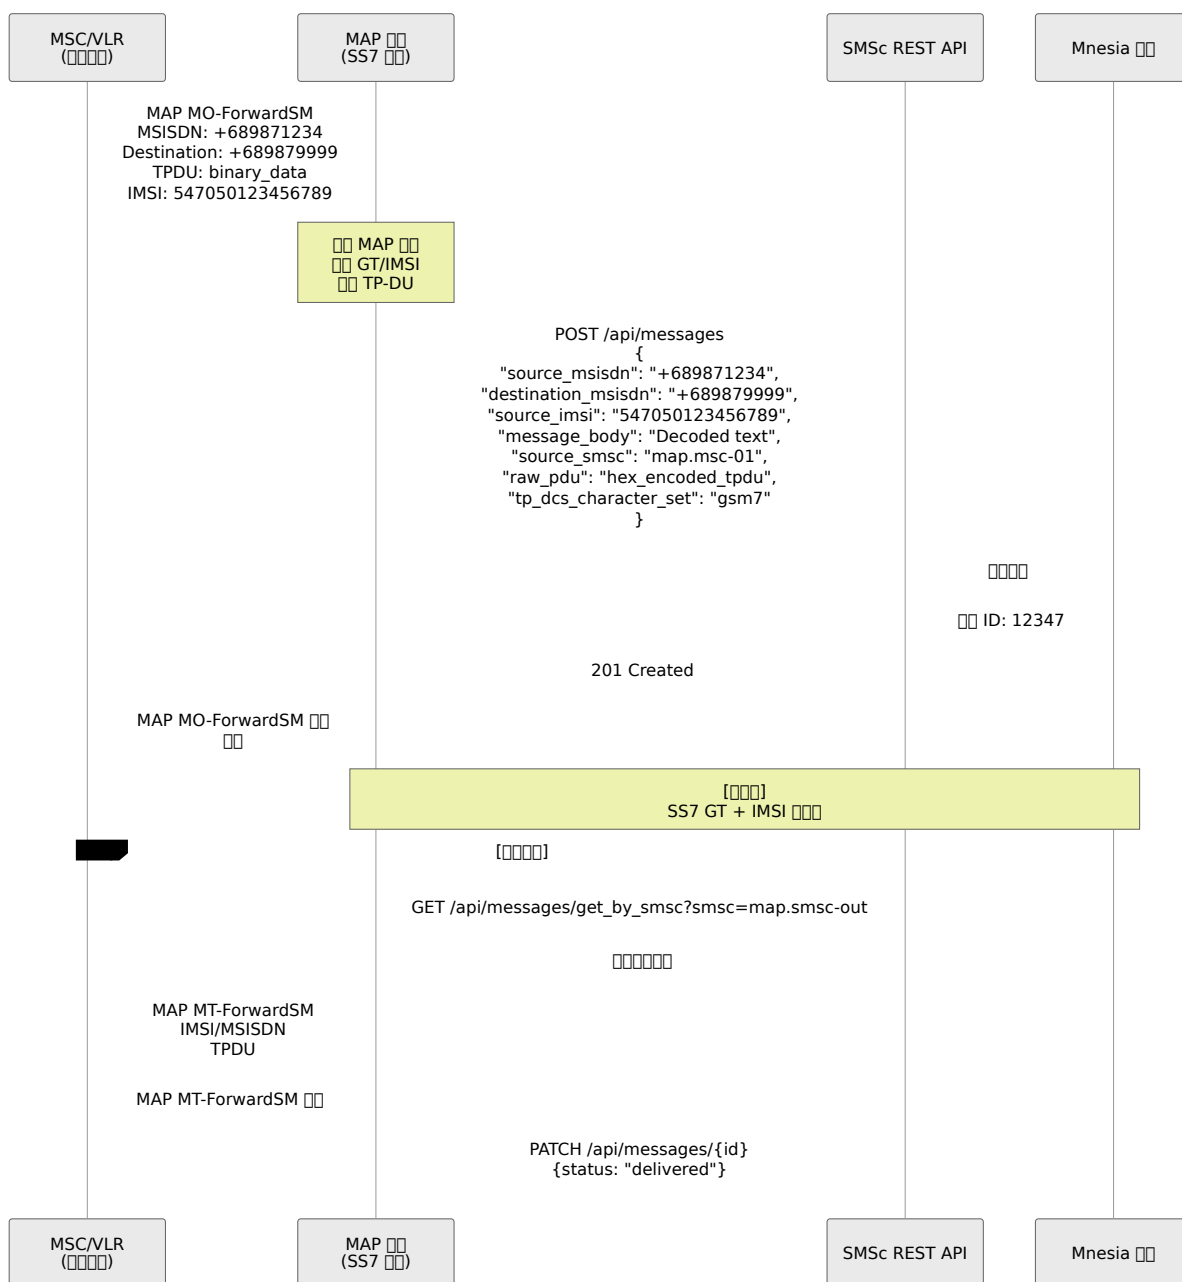 MSC/VLR
MAP
(SS7
SMSc REST API
Mnesia
MAP MO-ForwardSM
MSISDN: +689871234
Destination: +689879999
TPDU: binary_data
IMSI: 547050123456789
MAP
GT/IMSI
TP-DU
POST /api/messages
{
"source_msisdn": "+689871234",
"destination_msisdn": "+689879999",
"source_imsi": "547050123456789",
"message_body": "Decoded text",
"source_smsc": "map.msc-01",
"raw_pdu": "hex_encoded_tpdu",
"tp_dcs_character_set": "gsm7"
}
ID: 12347
201 Created
MAP MO-ForwardSM
SS7 GT + IMSI
GET /api/messages/get_by_smsc?smsc=map.smsc-out
MAP MT-ForwardSM
IMSI/MSISDN
TPDU
MAP MT-ForwardSM
PATCH /api/messages/{id}
{status: "delivered"}
MSC/VLR
MAP
(SS7
SMSc REST API
Mnesia